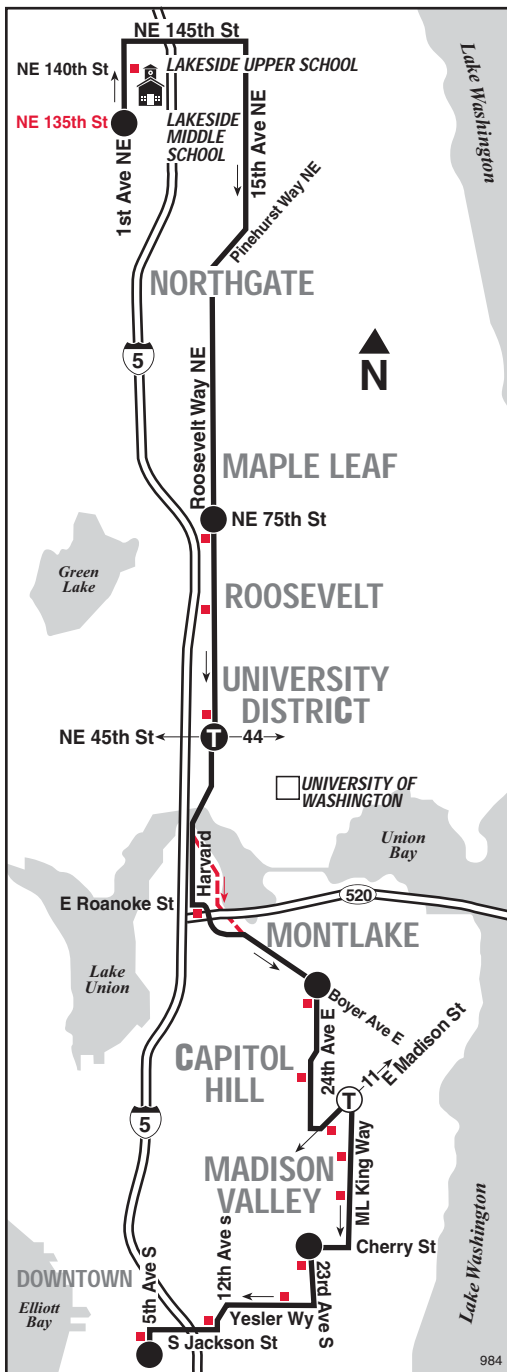 NE 145th St
Lake Washington
NE 140th St
LAKESIDE UPPER SCHOOL
NE 135th St
LAKESIDE
MIDDLE
SCHOOL
1st Ave NE
15th Ave NE
Pinehurst Way NE
NORTHGATE
5
N
Roosevelt Way NE
MAPLE LEAF
NE 75th St
Green
Lake
ROOSEVELT
UNIVERSITY
DISTRICT
NE 45th St
T
44
UNIVERSITY OF
WASHINGTON
Union
Bay
Harvard
E Roanoke St
520
MONTLAKE
Lake
Union
Boyer Ave E
24th Ave E
CAPITOL
HILL
11
E Madison St
T
5
MADISON
VALLEY
ML King Way
Lake Washington
Cherry St
DOWNTOWN
5th Ave S
12th Ave s
23rd Ave S
Elliott
Bay
Yesler Wy
S Jackson St
984